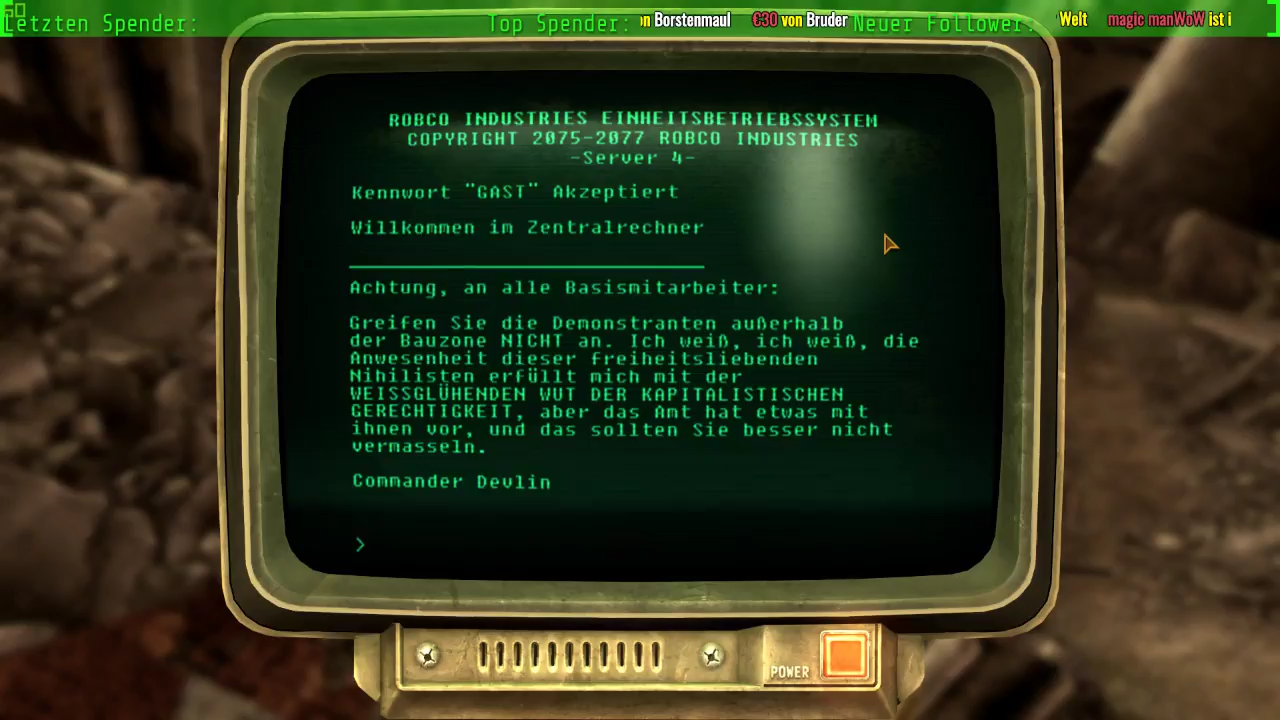 60
Letzten Spender: Top Spender: Borstenmaul €30 von Bruder Neuer Follower: Welt magic manWoW ist i
ROBCO INDUSTRIES EINHEITSBETRIEBSSYSTEM
COPYRIGHT 2075-2077 ROBCO INDUSTRIES
-Server 4-
Kennwort "GAST" Akzeptiert
Willkommen im Zentralrechner
Achtung, an alle Basismitarbeiter:
Greifen Sie die Demonstranten außerhalb
der Bauzone NICHT an. Ich weiß, ich weiß, die
Anwesenheit dieser freiheitsliebenden
Nihilisten erfüllt mich mit der
WEISSGLÜHENDEN WUT DER KAPITALISTISCHEN
GERECHTIGKEIT, aber das Amt hat etwas mit
ihnen vor, und das sollten Sie besser nicht
vermasseln.
Commander Devlin
>
POWER